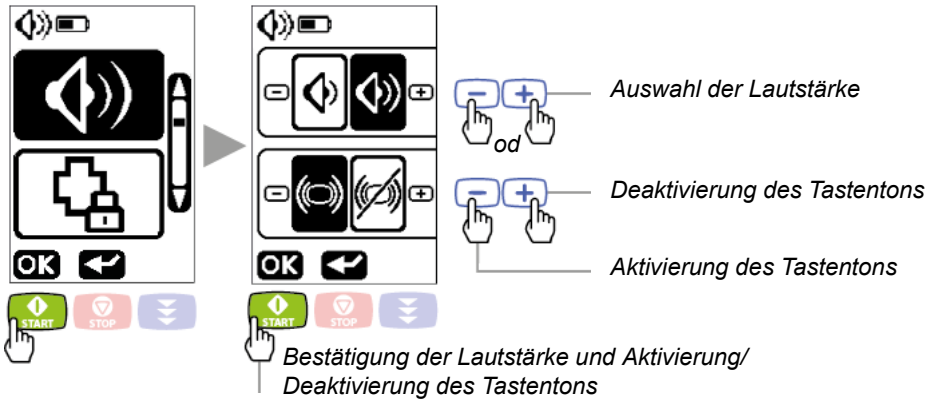 Auswahl der Lautstärke
od
Deaktivierung des Tastentons
Aktivierung des Tastentons
OK
OK
START
STOP
START
STOP
Bestätigung der Lautstärke und Aktivierung/
Deaktivierung des Tastentons